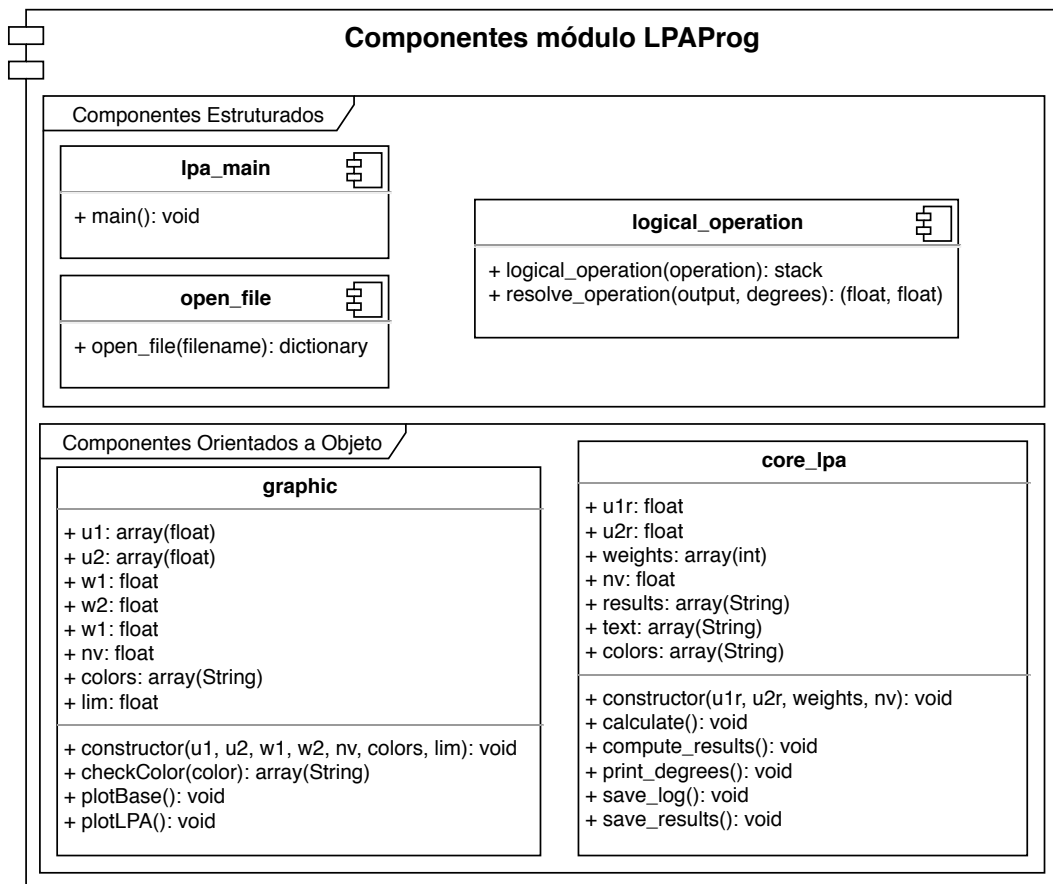 Componentes módulo LPAProg
Componentes Estruturados
lpa_main
+ main(): void
open_file
+ open_file(filename): dictionary
logical_operation
+ logical_operation(operation): stack
+ resolve_operation(output, degrees): (float, float)
Componentes Orientados a Objeto
graphic
+ u1: array(float)
+ u2: array(float)
+ w1: float
+ w2: float
+ w1: float
+ nv: float
+ colors: array(String)
+ lim: float
+ constructor(u1, u2, w1, w2, nv, colors, lim): void
+ checkColor(color): array(String)
+ plotBase(): void
+ plotLPA(): void
core_lpa
+ u1r: float
+ u2r: float
+ weights: array(int)
+ nv: float
+ results: array(String)
+ text: array(String)
+ colors: array(String)
+ constructor(u1r, u2r, weights, nv): void
+ calculate(): void
+ compute_results(): void
+ print_degrees(): void
+ save_log(): void
+ save_results(): void